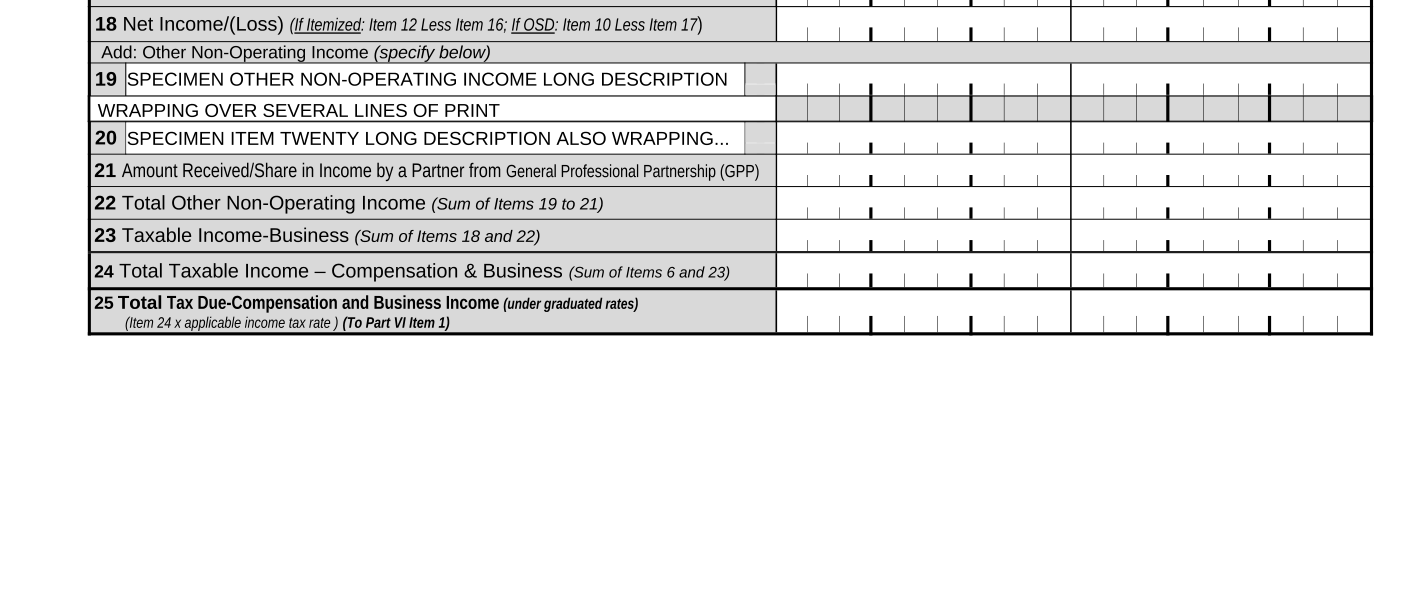 18 Net Income/(Loss) (If Itemized: Item 12 Less Item 16; If OSD: Item 10 Less Item 17)
Add: Other Non-Operating Income (specify below)
19 SPECIMEN OTHER NON-OPERATING INCOME LONG DESCRIPTION
WRAPPING OVER SEVERAL LINES OF PRINT
20 SPECIMEN ITEM TWENTY LONG DESCRIPTION ALSO WRAPPING...
21 Amount Received/Share in Income by a Partner from General Professional Partnership (GPP)
22 Total Other Non-Operating Income (Sum of Items 19 to 21)
23 Taxable Income-Business (Sum of Items 18 and 22)
24 Total Taxable Income – Compensation & Business (Sum of Items 6 and 23)
25 Total Tax Due-Compensation and Business Income (under graduated rates)
(Item 24 x applicable income tax rate ) (To Part VI Item 1)